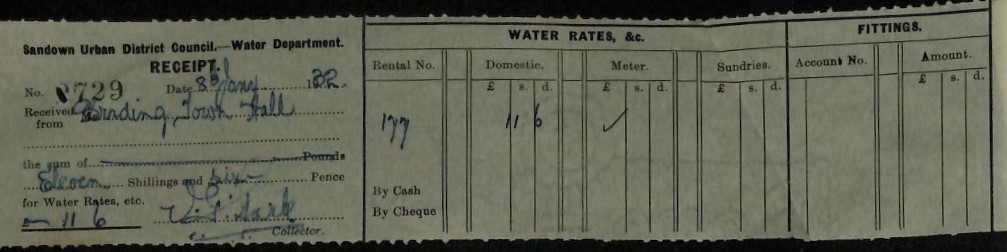 Sandown Urban District Council.—Water Department.
RECEIPT.
No. 8729 Date 8th Jany 1932.
Received from Brading Town Hall
the sum of Pounds
Eleven Shillings and six Pence
for Water Rates, etc.
— 11 6
Collector.
WATER RATES, &c.
Rental No. Domestic. Meter. Sundries.
£ s. d. £ s. d. £ s. d.
177 11 6 ✓
By Cash
By Cheque
FITTINGS.
Account No. Amount.
£ s. d.